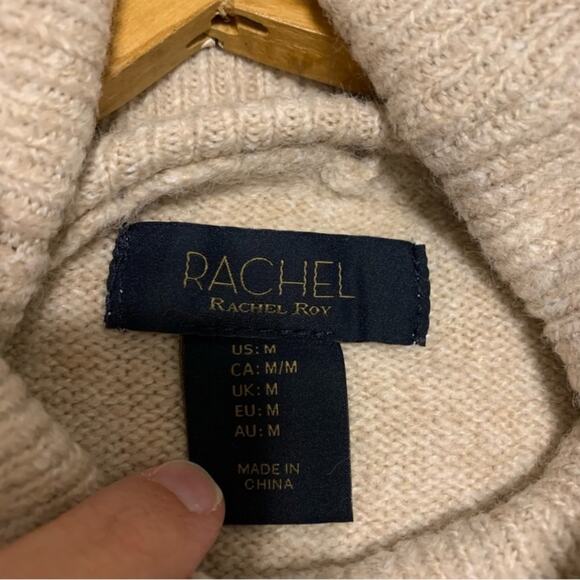 RACHEL
RACHEL ROY
US: M
CA: M/M
UK: M
EU: M
AU: M
MADE IN
CHINA